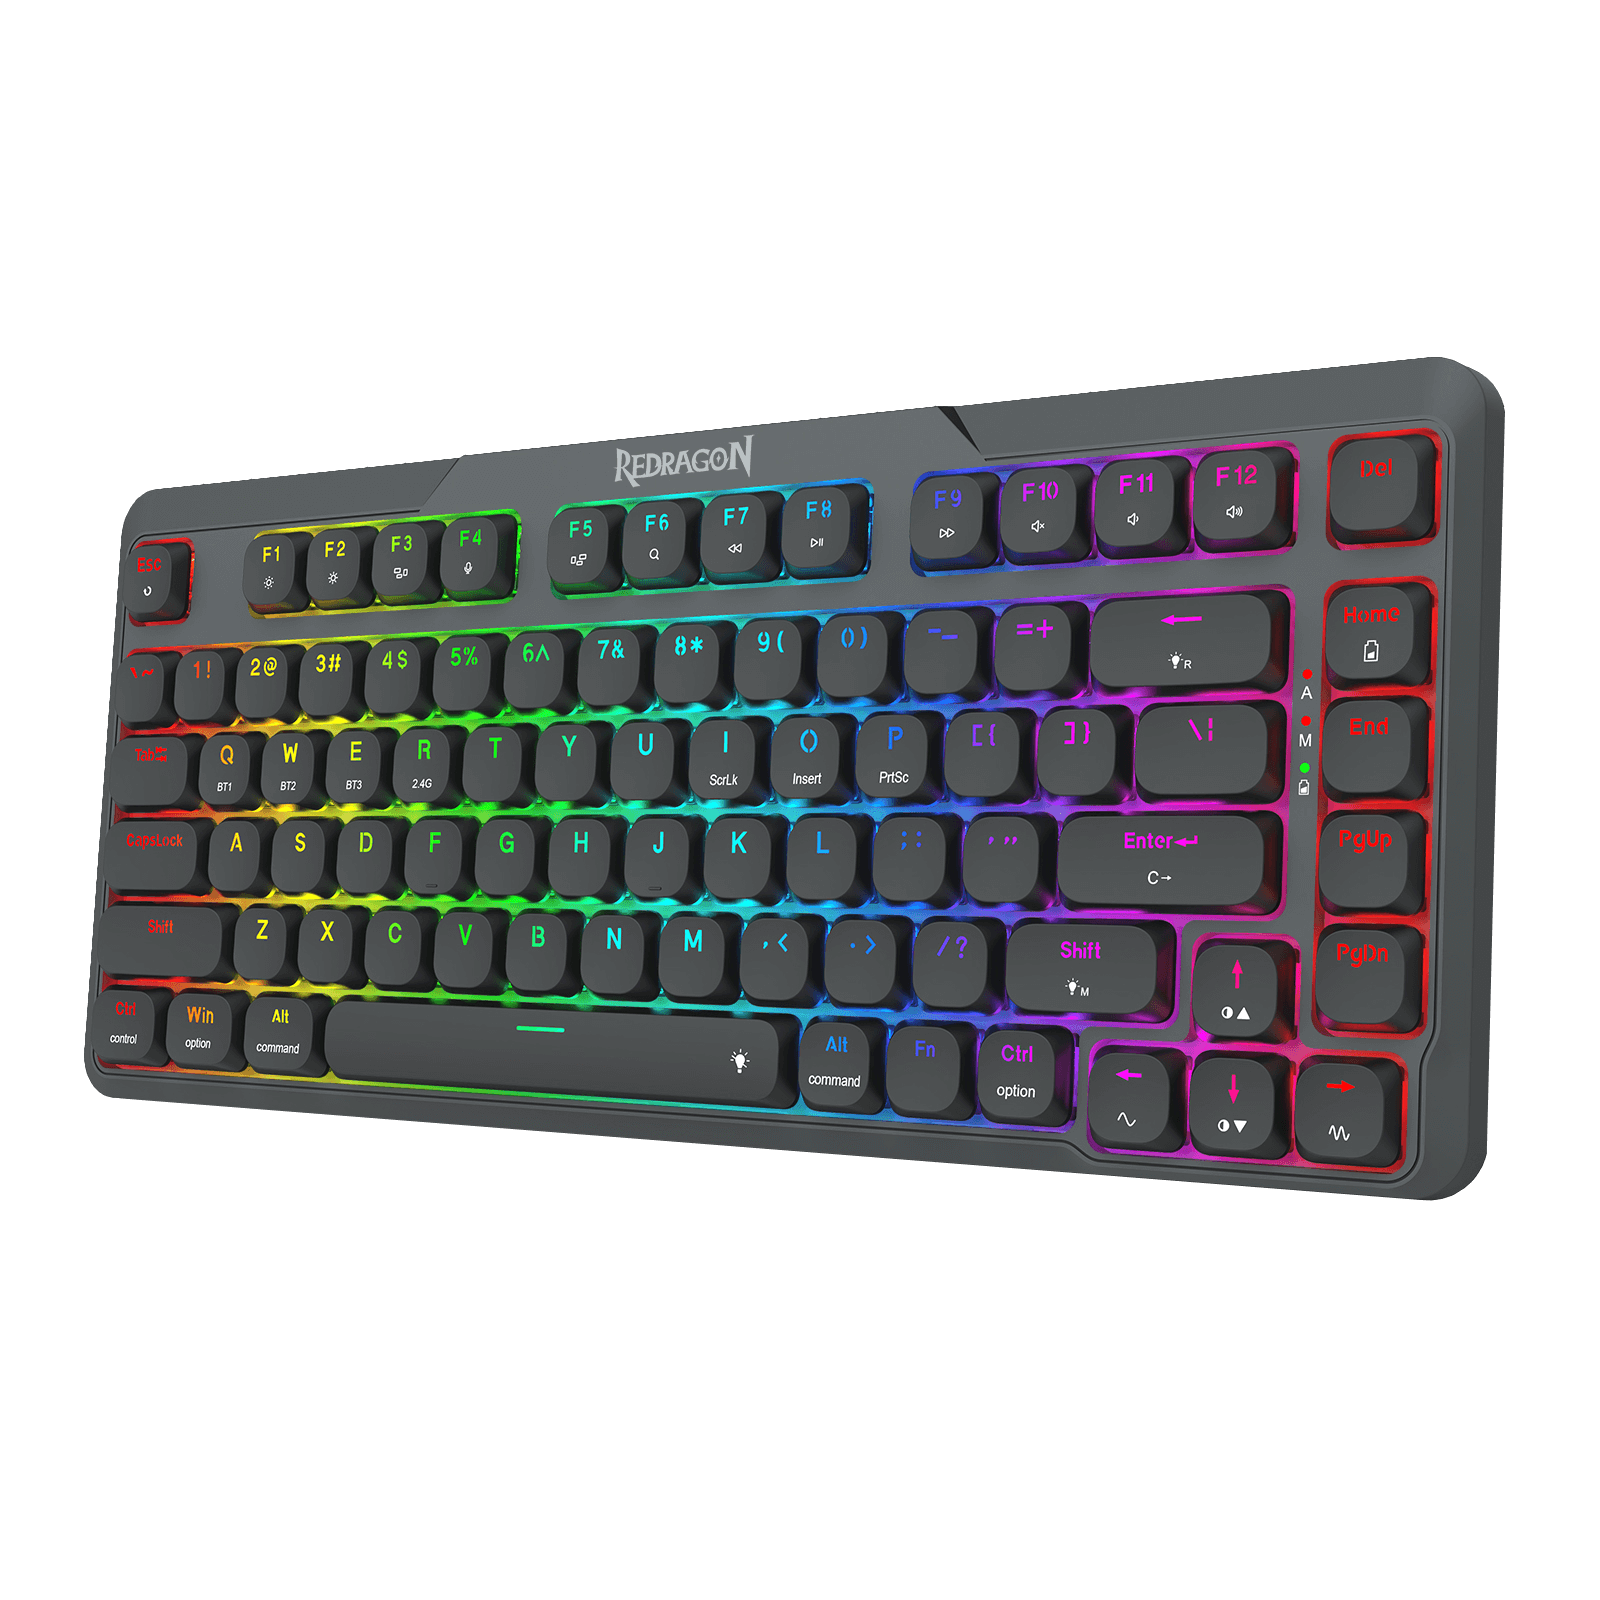 REDRAGON
Esc F1 F2 F3 F4 F5 F6 F7 F8 F9 F10 F11 F12 Del
1! 2@ 3# 4$ 5% 6^ 7& 8* 9( 0) -_ =+ ← Home
R
A
M
Tab Q W E R T Y U I O P [{ ]} \| End
BT1 BT2 BT3 2.4G ScrLk Insert PrtSc
CapsLock A S D F G H J K L ;: '" Enter↵ PgUp
C→
Shift Z X C V B N M ,< .> /? Shift ↑ PgDn
M
Ctrl Win Alt Alt Fn Ctrl ← ↓ →
control option command command option